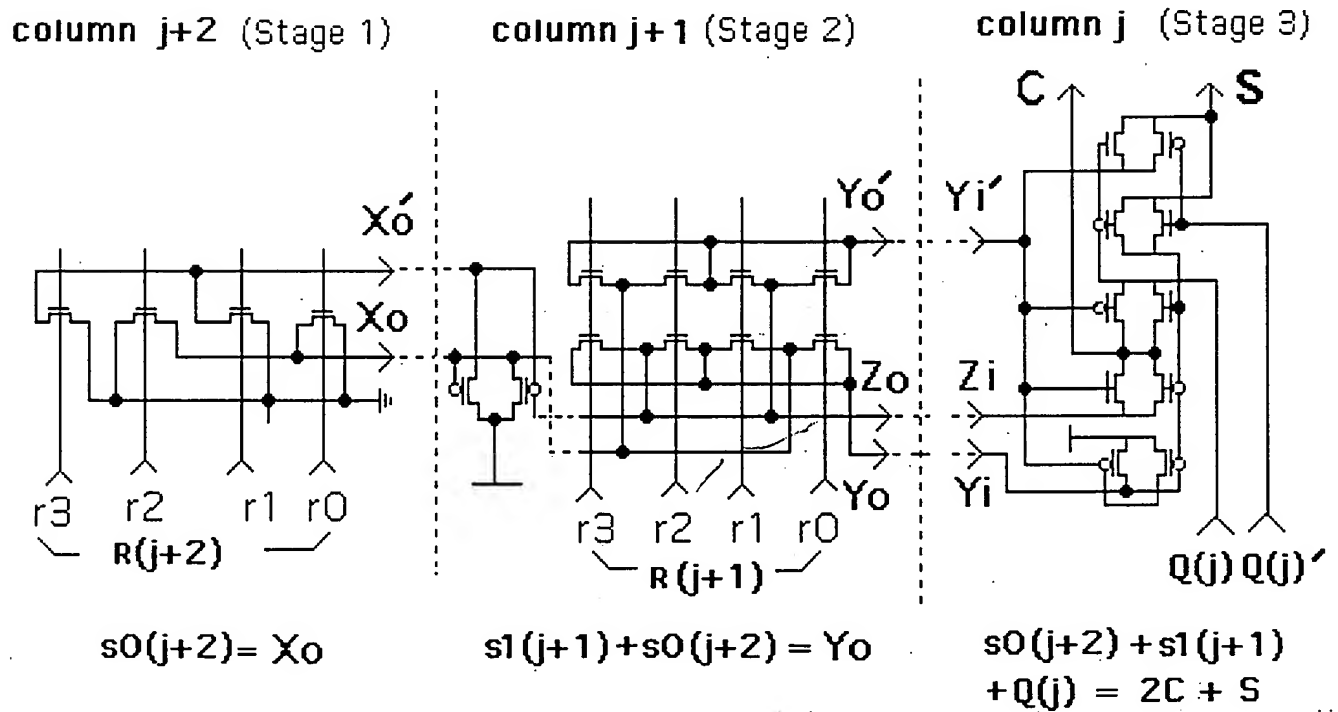 column j+2 (Stage 1)
column j+1 (Stage 2)
column j (Stage 3)
C
S
Xo′
Xo
Yo′
Zo
Yo
Yi′
Zi
Yi
r3 r2 r1 r0
R(j+2)
r3 r2 r1 r0
R(j+1)
Q(j) Q(j)′
s0(j+2)= Xo
s1(j+1)+s0(j+2) = Yo
s0(j+2)+s1(j+1)
+Q(j) = 2C + S